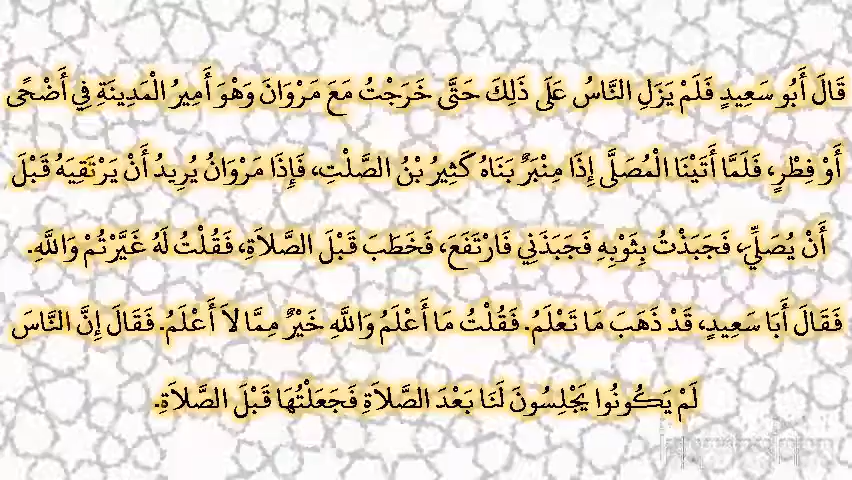 قَالَ أَبُو سَعِيدٍ فَلَمْ يَزَلِ النَّاسُ عَلَى ذَلِكَ حَتَّى خَرَجْتُ مَعَ مَرْوَانَ وَهْوَ أَمِيرُ الْمَدِينَةِ فِي أَضْحًى
أَوْ فِطْرٍ، فَلَمَّا أَتَيْنَا الْمُصَلَّى إِذَا مِنْبَرٌ بَنَاهُ كَثِيرُ بْنُ الصَّلْتِ، فَإِذَا مَرْوَانُ يُرِيدُ أَنْ يَرْتَقِيَهُ قَبْلَ
أَنْ يُصَلِّيَ، فَجَبَذْتُ بِثَوْبِهِ فَجَبَذَنِي فَارْتَفَعَ، فَخَطَبَ قَبْلَ الصَّلاَةِ، فَقُلْتُ لَهُ غَيَّرْتُمْ وَاللَّهِ.
فَقَالَ أَبَا سَعِيدٍ، قَدْ ذَهَبَ مَا تَعْلَمُ. فَقُلْتُ مَا أَعْلَمُ وَاللَّهِ خَيْرٌ مِمَّا لاَ أَعْلَمُ. فَقَالَ إِنَّ النَّاسَ
لَمْ يَكُونُوا يَجْلِسُونَ لَنَا بَعْدَ الصَّلاَةِ فَجَعَلْتُهَا قَبْلَ الصَّلاَةِ.